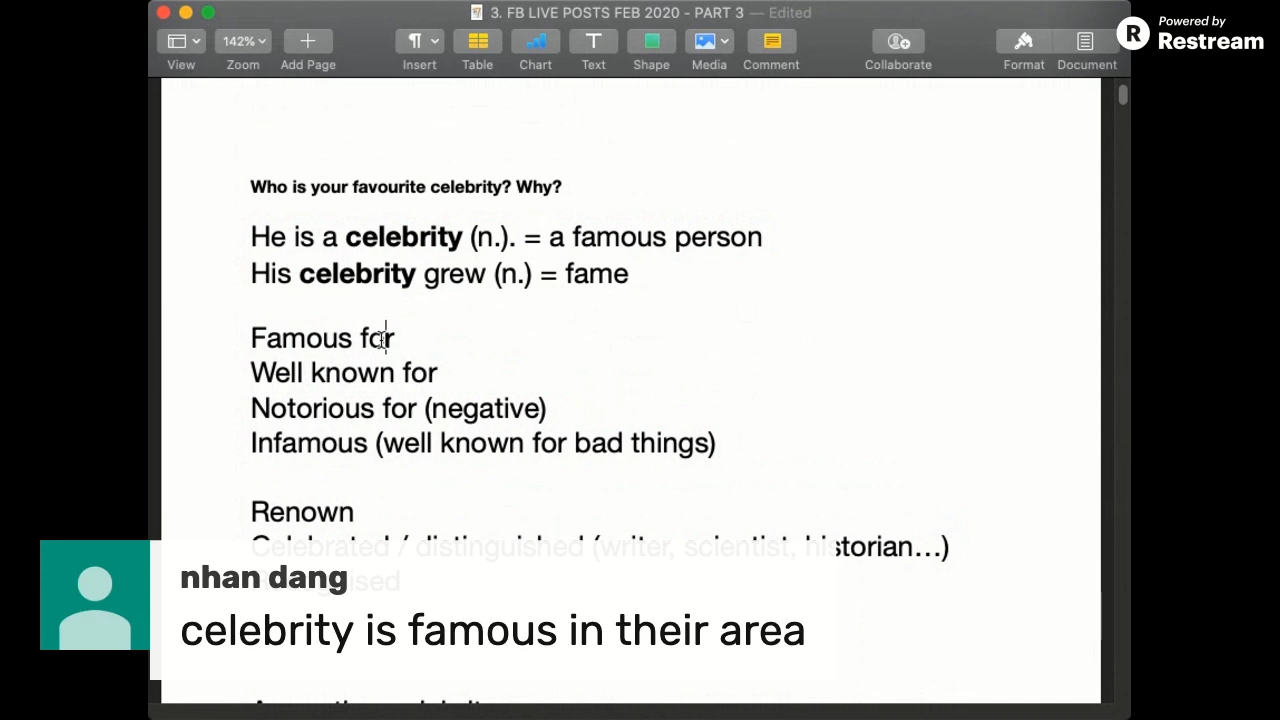 3. FB LIVE POSTS FEB 2020 - PART 3 — Edited
Powered by
Restream
142%
View Zoom Add Page Insert Table Chart Text Shape Media Comment Collaborate Format Document
Who is your favourite celebrity? Why?
He is a celebrity (n.). = a famous person
His celebrity grew (n.) = fame
Famous for
Well known for
Notorious for (negative)
Infamous (well known for bad things)
Renown
Celebrated / distinguished (writer, scientist, historian…)
nhan dang
celebrity is famous in their area